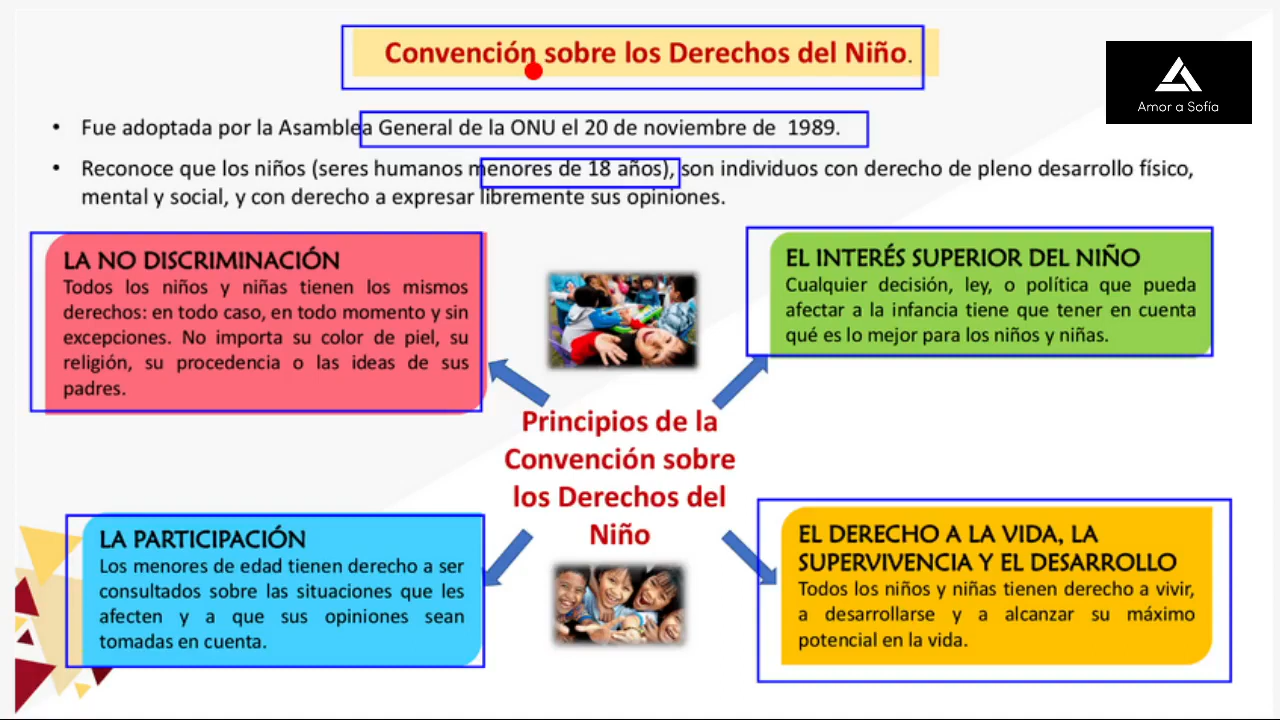 Convención sobre los Derechos del Niño.
Amor a Sofía
• Fue adoptada por la Asamblea General de la ONU el 20 de noviembre de 1989.
• Reconoce que los niños (seres humanos menores de 18 años), son individuos con derecho de pleno desarrollo físico,
mental y social, y con derecho a expresar libremente sus opiniones.
LA NO DISCRIMINACIÓN
Todos los niños y niñas tienen los mismos
derechos: en todo caso, en todo momento y sin
excepciones. No importa su color de piel, su
religión, su procedencia o las ideas de sus
padres.
EL INTERÉS SUPERIOR DEL NIÑO
Cualquier decisión, ley, o política que pueda
afectar a la infancia tiene que tener en cuenta
qué es lo mejor para los niños y niñas.
Principios de la
Convención sobre
los Derechos del
Niño
LA PARTICIPACIÓN
Los menores de edad tienen derecho a ser
consultados sobre las situaciones que les
afecten y a que sus opiniones sean
tomadas en cuenta.
EL DERECHO A LA VIDA, LA
SUPERVIVENCIA Y EL DESARROLLO
Todos los niños y niñas tienen derecho a vivir,
a desarrollarse y a alcanzar su máximo
potencial en la vida.